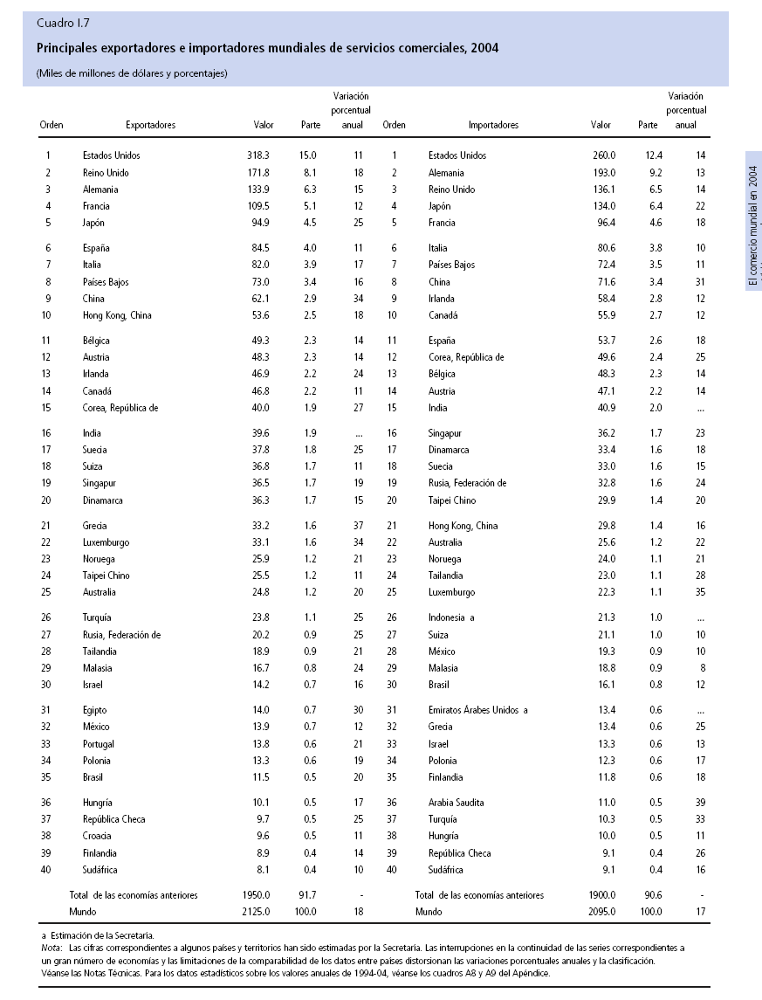 Cuadro I.7
Principales exportadores e importadores mundiales de servicios comerciales, 2004
(Miles de millones de dólares y porcentajes)
Orden Exportadores Valor Parte Variación porcentual anual Orden Importadores Valor Parte Variación porcentual anual
1 Estados Unidos 318.3 15.0 11 1 Estados Unidos 260.0 12.4 14
2 Reino Unido 171.8 8.1 18 2 Alemania 193.0 9.2 13
3 Alemania 133.9 6.3 15 3 Reino Unido 136.1 6.5 14
4 Francia 109.5 5.1 12 4 Japón 134.0 6.4 22
5 Japón 94.9 4.5 25 5 Francia 96.4 4.6 18
6 España 84.5 4.0 11 6 Italia 80.6 3.8 10
7 Italia 82.0 3.9 17 7 Países Bajos 72.4 3.5 11
8 Países Bajos 73.0 3.4 16 8 China 71.6 3.4 31
9 China 62.1 2.9 34 9 Irlanda 58.4 2.8 12
10 Hong Kong, China 53.6 2.5 18 10 Canadá 55.9 2.7 12
11 Bélgica 49.3 2.3 14 11 España 53.7 2.6 18
12 Austria 48.3 2.3 14 12 Corea, República de 49.6 2.4 25
13 Irlanda 46.9 2.2 24 13 Bélgica 48.3 2.3 14
14 Canadá 46.8 2.2 11 14 Austria 47.1 2.2 14
15 Corea, República de 40.0 1.9 27 15 India 40.9 2.0 ...
16 India 39.6 1.9 ... 16 Singapur 36.2 1.7 23
17 Suecia 37.8 1.8 25 17 Dinamarca 33.4 1.6 18
18 Suiza 36.8 1.7 11 18 Suecia 33.0 1.6 15
19 Singapur 36.5 1.7 19 19 Rusia, Federación de 32.8 1.6 24
20 Dinamarca 36.3 1.7 15 20 Taipei Chino 29.9 1.4 20
21 Grecia 33.2 1.6 37 21 Hong Kong, China 29.8 1.4 16
22 Luxemburgo 33.1 1.6 34 22 Australia 25.6 1.2 22
23 Noruega 25.9 1.2 21 23 Noruega 24.0 1.1 21
24 Taipei Chino 25.5 1.2 11 24 Tailandia 23.0 1.1 28
25 Australia 24.8 1.2 20 25 Luxemburgo 22.3 1.1 35
26 Turquía 23.8 1.1 25 26 Indonesia a 21.3 1.0 ...
27 Rusia, Federación de 20.2 0.9 25 27 Suiza 21.1 1.0 10
28 Tailandia 18.9 0.9 21 28 México 19.3 0.9 10
29 Malasia 16.7 0.8 24 29 Malasia 18.8 0.9 8
30 Israel 14.2 0.7 16 30 Brasil 16.1 0.8 12
31 Egipto 14.0 0.7 30 31 Emiratos Árabes Unidos a 13.4 0.6 ...
32 México 13.9 0.7 12 32 Grecia 13.4 0.6 25
33 Portugal 13.8 0.6 21 33 Israel 13.3 0.6 13
34 Polonia 13.3 0.6 19 34 Polonia 12.3 0.6 17
35 Brasil 11.5 0.5 20 35 Finlandia 11.8 0.6 18
36 Hungría 10.1 0.5 17 36 Arabia Saudita 11.0 0.5 39
37 República Checa 9.7 0.5 25 37 Turquía 10.3 0.5 33
38 Croacia 9.6 0.5 11 38 Hungría 10.0 0.5 11
39 Finlandia 8.9 0.4 14 39 República Checa 9.1 0.4 26
40 Sudáfrica 8.1 0.4 10 40 Sudáfrica 9.1 0.4 16
Total de las economías anteriores 1950.0 91.7 - Total de las economías anteriores 1900.0 90.6 -
Mundo 2125.0 100.0 18 Mundo 2095.0 100.0 17
a Estimación de la Secretaría.
Nota: Las cifras correspondientes a algunos países y territorios han sido estimadas por la Secretaría. Las interrupciones en la continuidad de las series correspondientes a
un gran número de economías y las limitaciones de la comparabilidad de los datos entre países distorsionan las variaciones porcentuales anuales y la clasificación.
Véanse las Notas Técnicas. Para los datos estadísticos sobre los valores anuales de 1994-04, véanse los cuadros A8 y A9 del Apéndice.
El comercio mundial en 2004